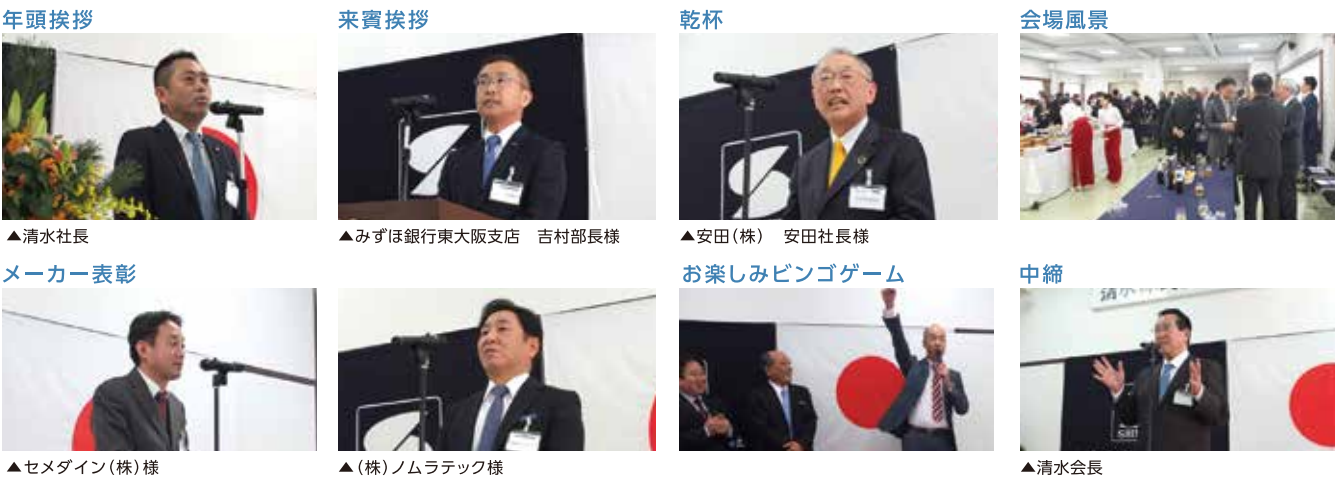 年頭挨拶
来賓挨拶
乾杯
会場風景
▲清水社長
▲みずほ銀行東大阪支店　吉村部長様
▲安田(株)　安田社長様
メーカー表彰
お楽しみビンゴゲーム
中締
▲セメダイン(株)様
▲(株)ノムラテック様
▲清水会長